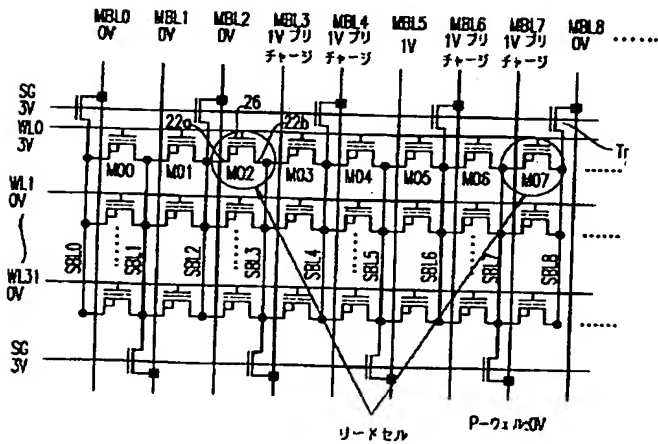 MBL0 MBL1 MBL2 MBL3 MBL4 MBL5 MBL6 MBL7 MBL8
0V 0V 0V 1V プリチャージ 1V プリチャージ 1V 1V プリチャージ 1V プリチャージ 0V ......
SG
3V
26
WL0
3V
22a 22b
Tr
M00 M01 M02 M03 M04 M05 M06 M07
WL1
0V
SBL0 SBL1 SBL2 SBL3 SBL4 SBL5 SBL6 SBL SBL8
WL31
0V
SG
3V
リードセル
P-ウェル:0V